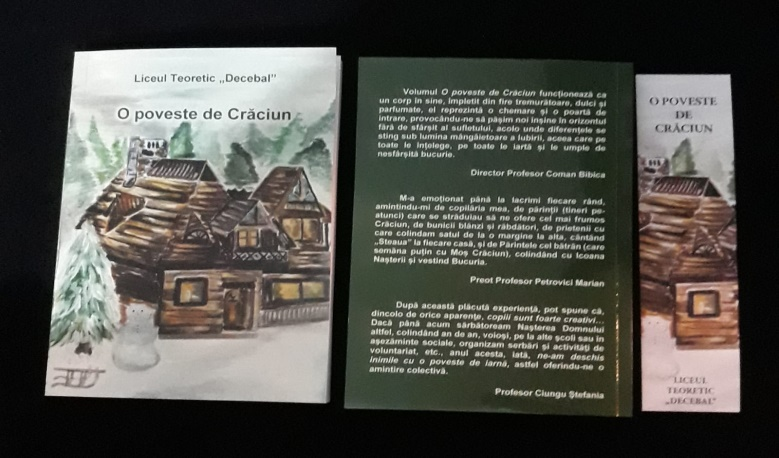 Liceul Teoretic „Decebal"
O poveste de Crăciun
Volumul O poveste de Crăciun funcționează ca
un corp în sine, împletit din fire tremurătoare, dulci și
parfumate, el reprezintă o chemare și o poartă de
intrare, provocându-ne să pășim noi înșine în orizontul
fără de sfârșit al sufletului, acolo unde diferențele se
sting sub lumina mângâietoare a iubirii, aceea care pe
toate le înțelege, pe toate le iartă și le umple de
nesfârșită bucurie.
Director Profesor Coman Bibica
M-a emoționat până la lacrimi fiecare rând,
amintindu-mi de copilăria mea, de părinții (tineri pe-
atunci) care se străduiau să ne ofere cel mai frumos
Crăciun, de bunicii blânzi și răbdători, de prietenii cu
care colindam satul de la o margine la alta, cântând
„Steaua" la fiecare casă, și de Părintele cel bătrân (care
semăna puțin cu Moș Crăciun), colindând cu Icoana
Nașterii și vestind Bucuria.
Preot Profesor Petrovici Marian
După această plăcută experiență, pot spune că,
dincolo de orice aparențe, copiii sunt foarte creativi...
Dacă până acum sărbătoream Nașterea Domnului
altfel, colindând an de an, voioși, pe la alte școli sau în
așezăminte sociale, organizam serbări și activități de
voluntariat, etc., anul acesta, iată, ne-am deschis
inimile cu o poveste de iarnă, astfel oferindu-ne o
amintire colectivă.
Profesor Ciungu Ștefania
O POVESTE
DE
CRĂCIUN
LICEUL
TEORETIC
„DECEBAL"